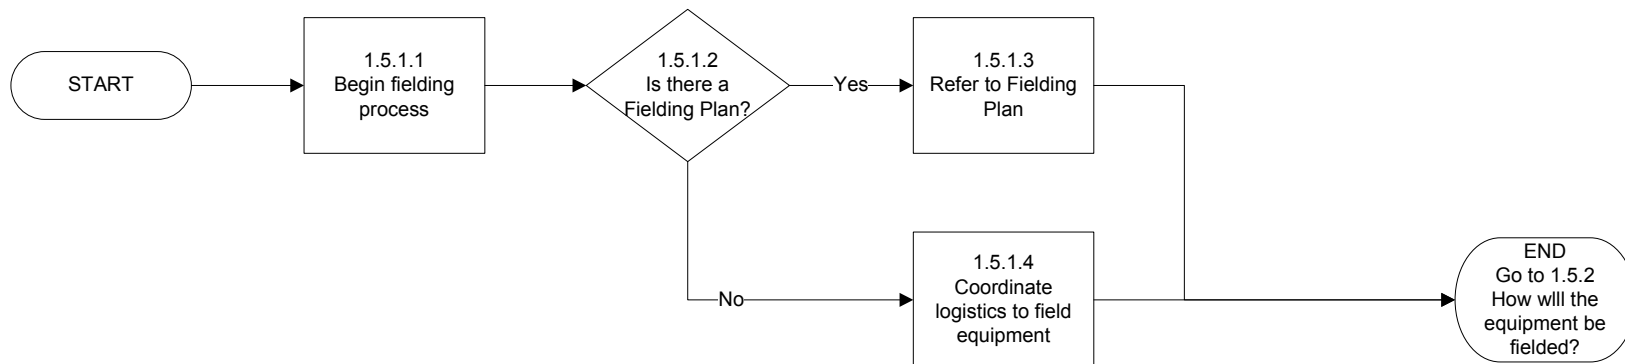 START
1.5.1.1
Begin fielding
process
1.5.1.2
Is there a
Fielding Plan?
Yes
1.5.1.3
Refer to Fielding
Plan
No
1.5.1.4
Coordinate
logistics to field
equipment
END
Go to 1.5.2
How wlll the
equipment be
fielded?